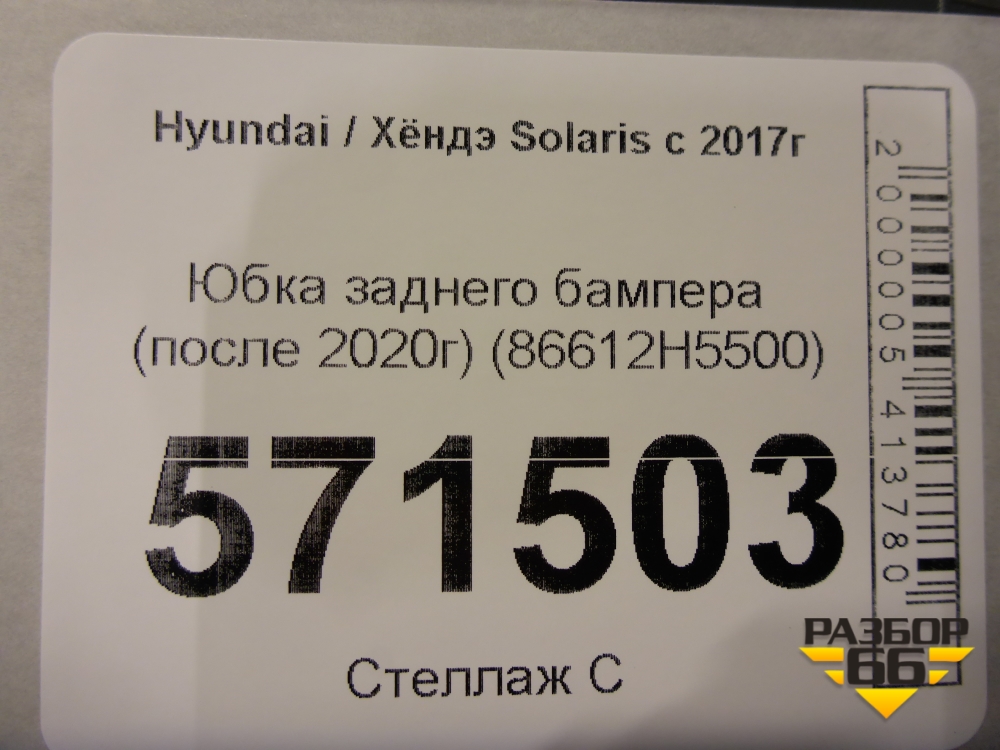 Hyundai / Хёндэ Solaris с 2017г
Юбка заднего бампера
(после 2020г) (86612H5500)
571503
Стеллаж С
2000005413780
РАЗБОР
66